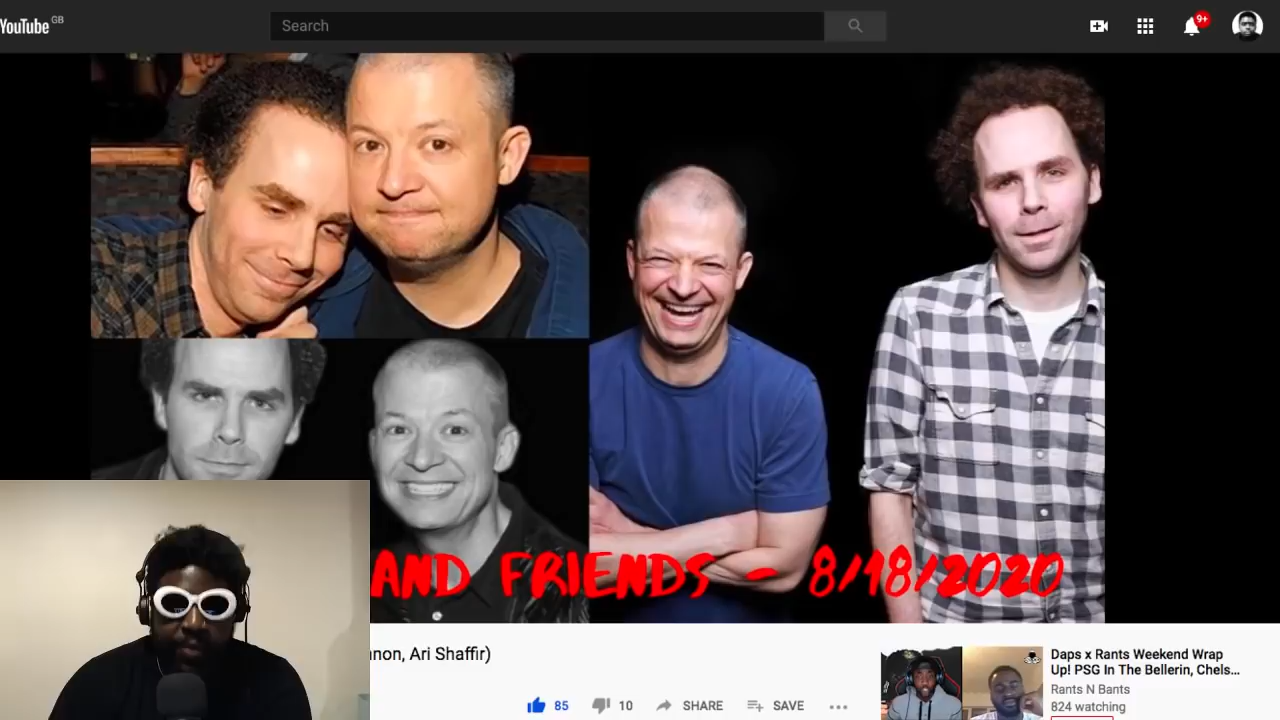 YouTube GB
Search
9+
AND FRIENDS - 8/18/2020
nnon, Ari Shaffir)
85
10
SHARE
SAVE
Daps x Rants Weekend Wrap
Up! PSG In The Bellerin, Chels...
Rants N Bants
824 watching